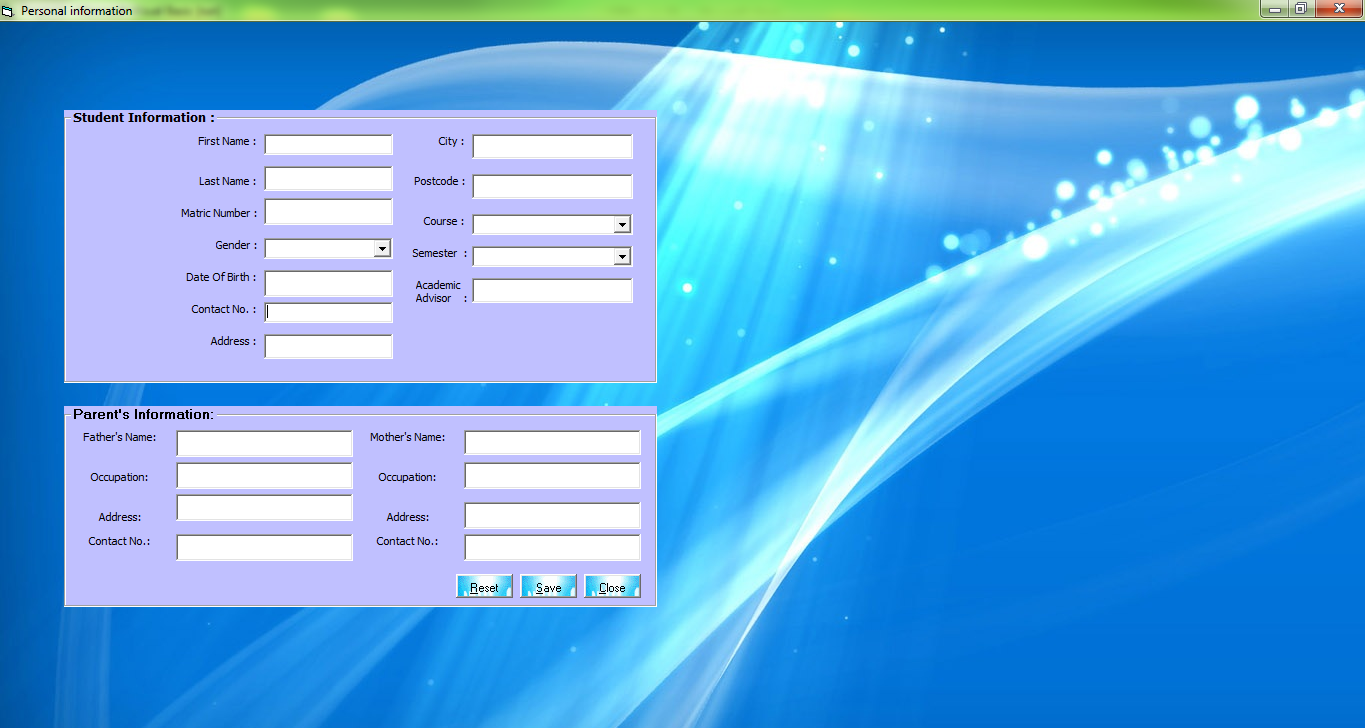 Personal information
Student Information :
First Name :
Last Name :
Matric Number :
Gender :
Date Of Birth :
Contact No. :
Address :
City :
Postcode :
Course :
Semester :
Academic
Advisor :
Parent's Information:
Father's Name:
Occupation:
Address:
Contact No.:
Mother's Name:
Occupation:
Address:
Contact No.:
Reset Save Close